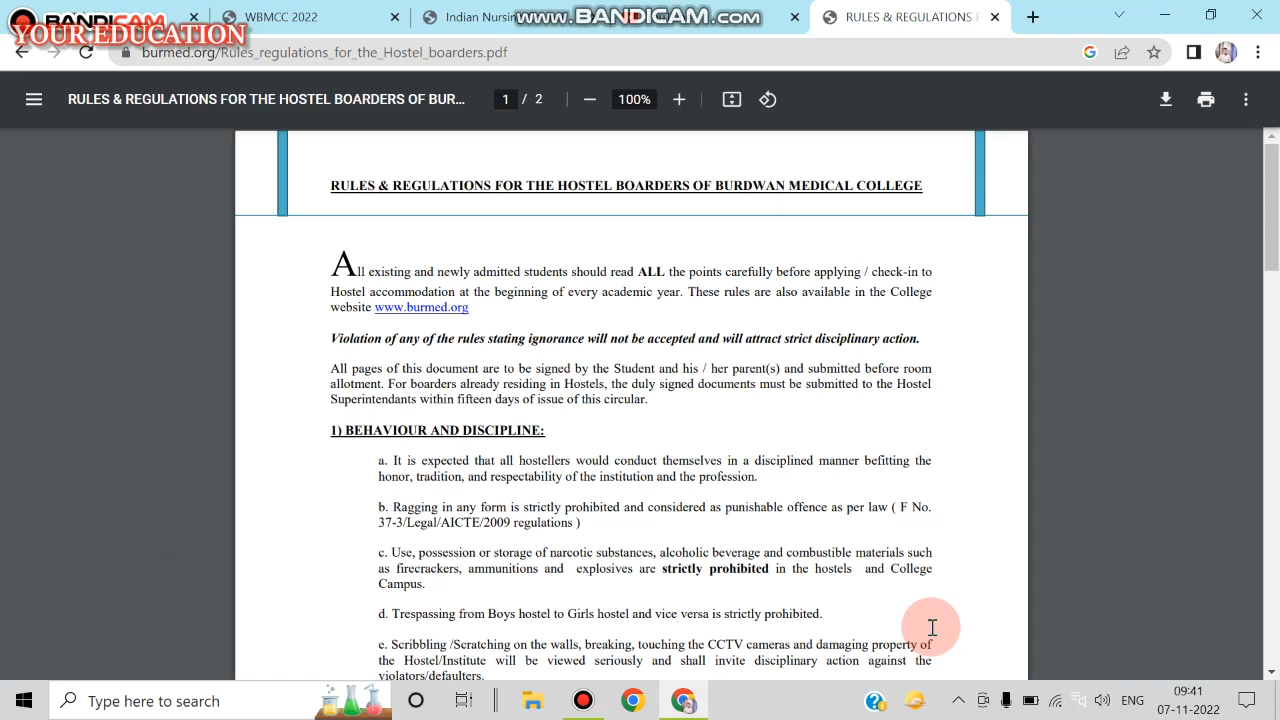 BANDICAM
WBMCC 2022
Indian Nursin
www.BANDICAM.com
RULES & REGULATIONS F
YOUR EDUCATION
burmed.org/Rules_regulations_for_the_Hostel_boarders.pdf
RULES & REGULATIONS FOR THE HOSTEL BOARDERS OF BUR... 1 / 2 100%
RULES & REGULATIONS FOR THE HOSTEL BOARDERS OF BURDWAN MEDICAL COLLEGE
All existing and newly admitted students should read ALL the points carefully before applying / check-in to
Hostel accommodation at the beginning of every academic year. These rules are also available in the College
website www.burmed.org
Violation of any of the rules stating ignorance will not be accepted and will attract strict disciplinary action.
All pages of this document are to be signed by the Student and his / her parent(s) and submitted before room
allotment. For boarders already residing in Hostels, the duly signed documents must be submitted to the Hostel
Superintendants within fifteen days of issue of this circular.
1) BEHAVIOUR AND DISCIPLINE:
a. It is expected that all hostellers would conduct themselves in a disciplined manner befitting the
honor, tradition, and respectability of the institution and the profession.
b. Ragging in any form is strictly prohibited and considered as punishable offence as per law ( F No.
37-3/Legal/AICTE/2009 regulations )
c. Use, possession or storage of narcotic substances, alcoholic beverage and combustible materials such
as firecrackers, ammunitions and explosives are strictly prohibited in the hostels and College
Campus.
d. Trespassing from Boys hostel to Girls hostel and vice versa is strictly prohibited.
e. Scribbling /Scratching on the walls, breaking, touching the CCTV cameras and damaging property of
the Hostel/Institute will be viewed seriously and shall invite disciplinary action against the
violators/defaulters.
Type here to search
ENG
09:41
07-11-2022